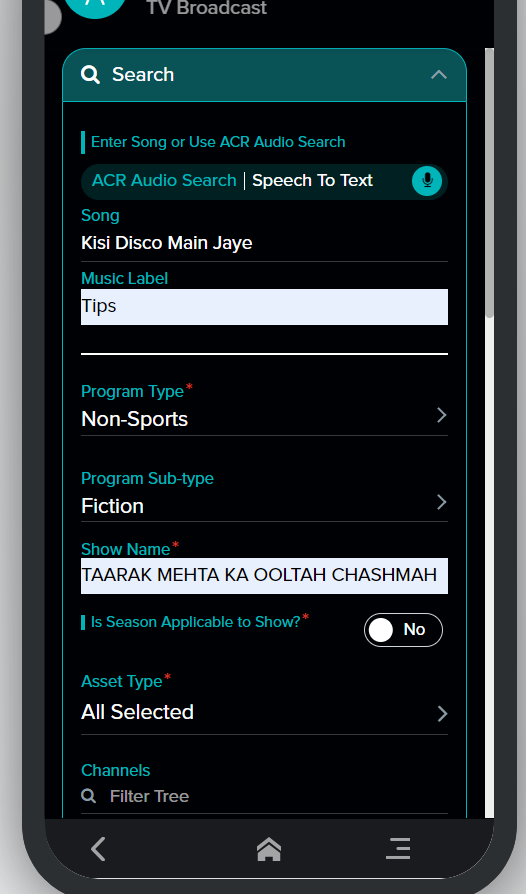 TV Broadcast
Search
Enter Song or Use ACR Audio Search
ACR Audio Search | Speech To Text
Song
Kisi Disco Main Jaye
Music Label
Tips
Program Type*
Non-Sports
Program Sub-type
Fiction
Show Name*
TAARAK MEHTA KA OOLTAH CHASHMAH
Is Season Applicable to Show?*
No
Asset Type*
All Selected
Channels
Filter Tree